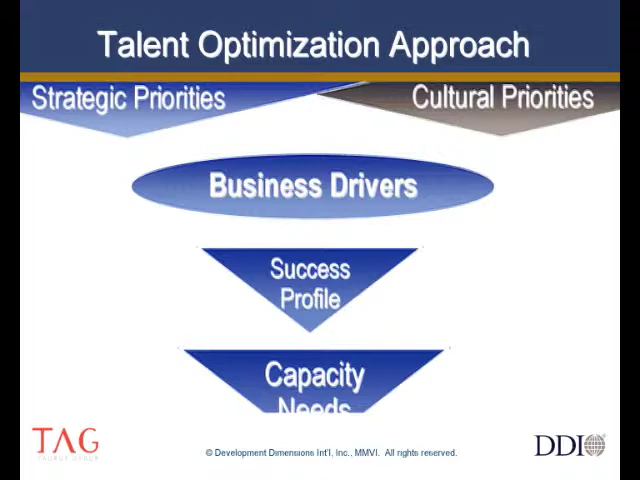 Talent Optimization Approach
Strategic Priorities
Cultural Priorities
Business Drivers
Success
Profile
Capacity
Needs
TAG
© Development Dimensions Int'l, Inc., MMVI. All rights reserved.
DDI